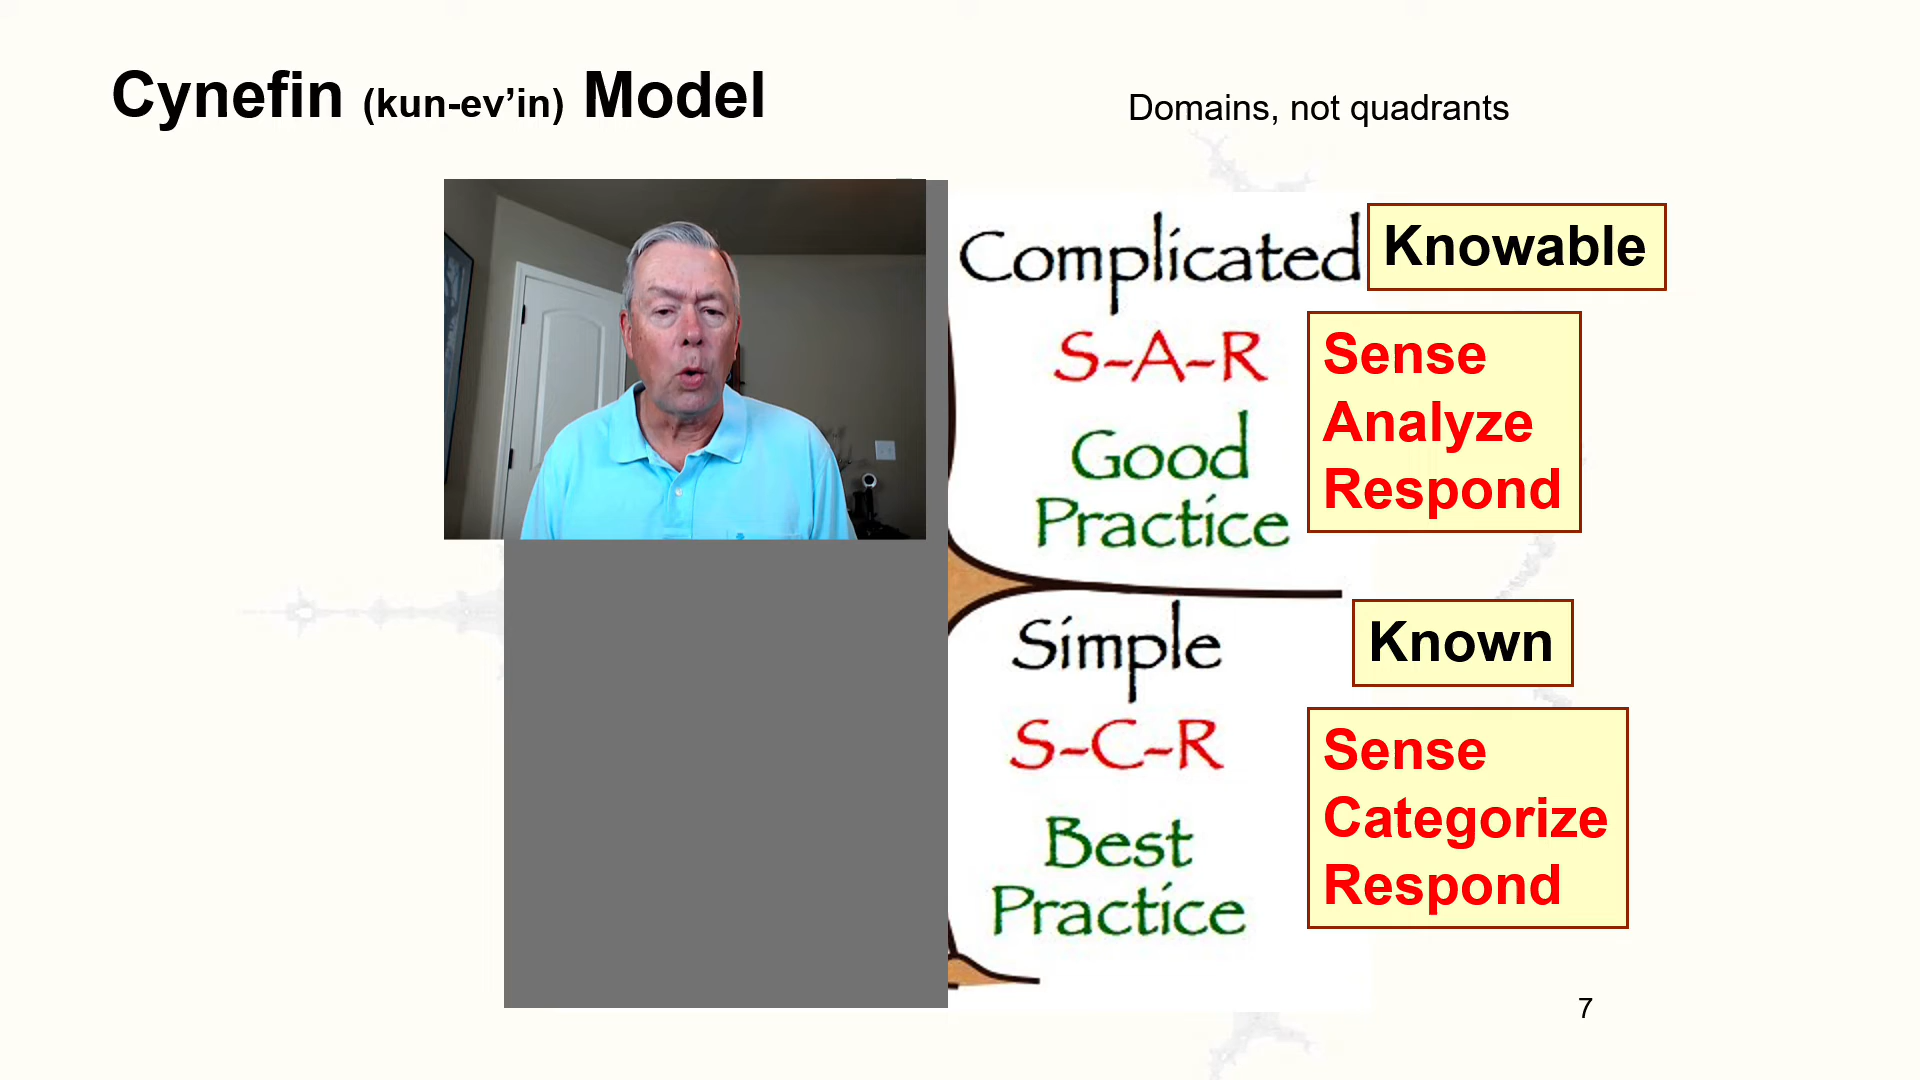 Cynefin (kun-ev’in) Model
Domains, not quadrants
Complicated
Knowable
S-A-R
Good
Practice
Sense
Analyze
Respond
Simple
Known
S-C-R
Best
Practice
Sense
Categorize
Respond
7